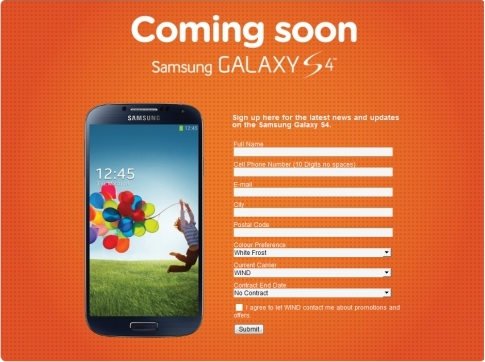 Coming soon
Samsung GALAXY S4™
Sign up here for the latest news and updates
on the Samsung Galaxy S4.
SAMSUNG
12:45
12:45
Full Name
Cell Phone Number (10 Digits no spaces)
E-mail
City
Postal Code
Colour Preference
White Frost
Current Carrier
WIND
Contract End Date
No Contract
I agree to let WIND contact me about promotions and
offers
Submit